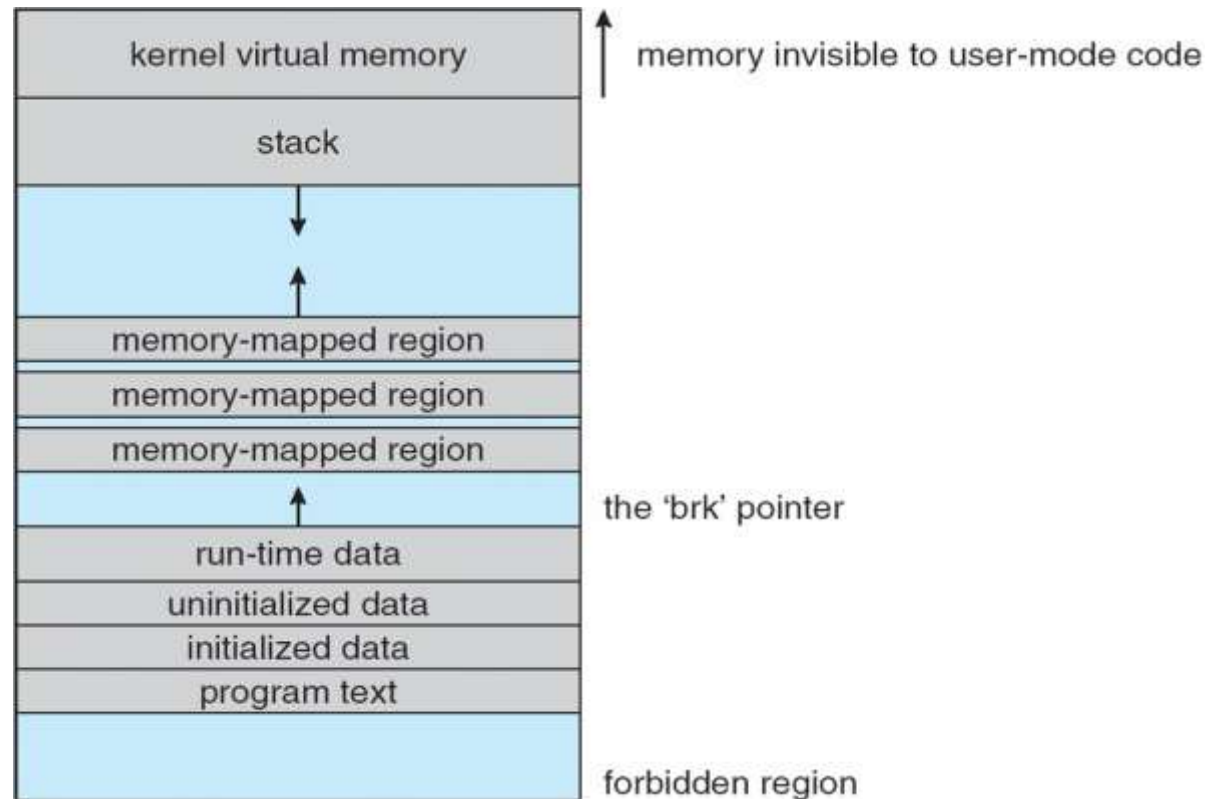 kernel virtual memory
memory invisible to user-mode code
stack
memory-mapped region
memory-mapped region
memory-mapped region
the ‘brk’ pointer
run-time data
uninitialized data
initialized data
program text
forbidden region